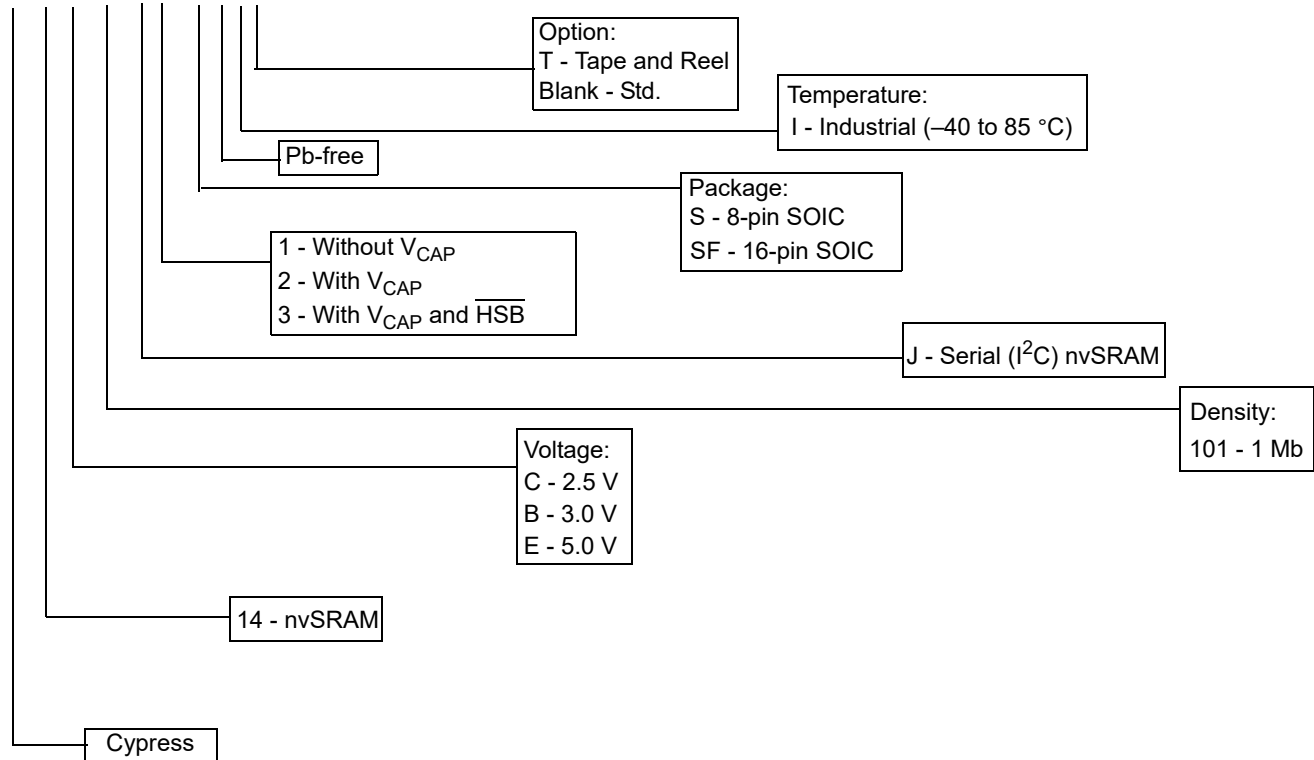 Option:
T - Tape and Reel
Blank - Std.
Temperature:
I - Industrial (–40 to 85 °C)
Pb-free
Package:
S - 8-pin SOIC
SF - 16-pin SOIC
1 - Without VCAP
2 - With VCAP
3 - With VCAP and HSB
J - Serial (I2C) nvSRAM
Density:
101 - 1 Mb
Voltage:
C - 2.5 V
B - 3.0 V
E - 5.0 V
14 - nvSRAM
Cypress